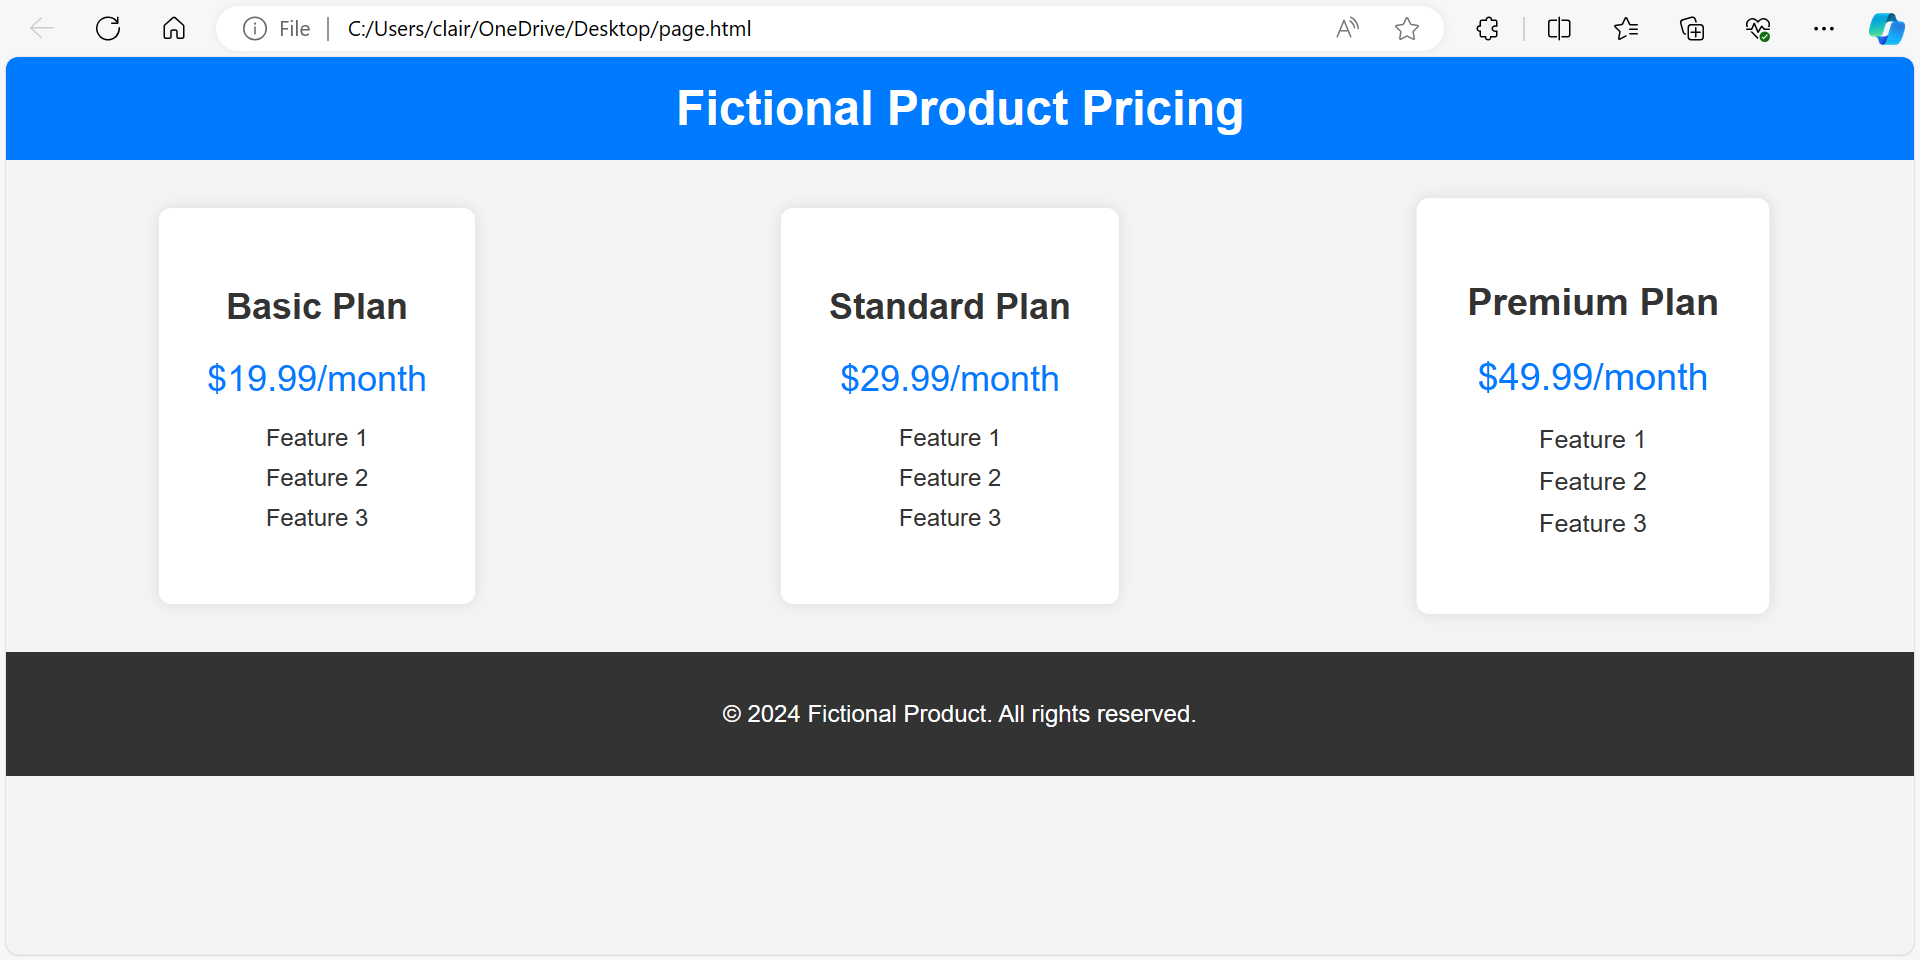 File C:/Users/clair/OneDrive/Desktop/page.html
Fictional Product Pricing
Basic Plan
$19.99/month
Feature 1
Feature 2
Feature 3
Standard Plan
$29.99/month
Feature 1
Feature 2
Feature 3
Premium Plan
$49.99/month
Feature 1
Feature 2
Feature 3
© 2024 Fictional Product. All rights reserved.